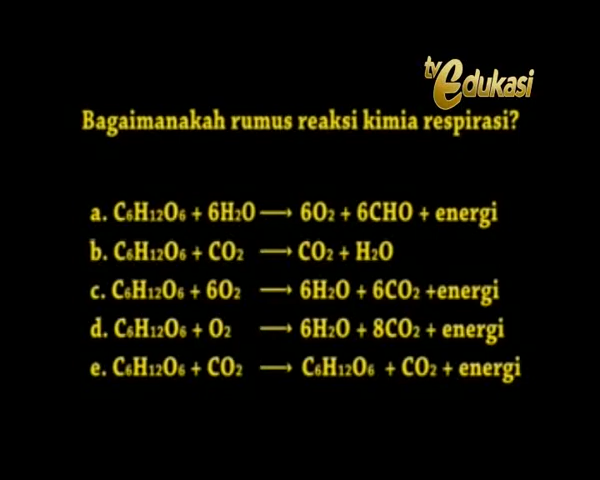 tv Edukasi
Bagaimanakah rumus reaksi kimia respirasi?
a. C₆H₁₂O₆ + 6H₂O ⟶ 6O₂ + 6CHO + energi
b. C₆H₁₂O₆ + CO₂ ⟶ CO₂ + H₂O
c. C₆H₁₂O₆ + 6O₂ ⟶ 6H₂O + 6CO₂ +energi
d. C₆H₁₂O₆ + O₂ ⟶ 6H₂O + 8CO₂ + energi
e. C₆H₁₂O₆ + CO₂ ⟶ C₆H₁₂O₆ + CO₂ + energi